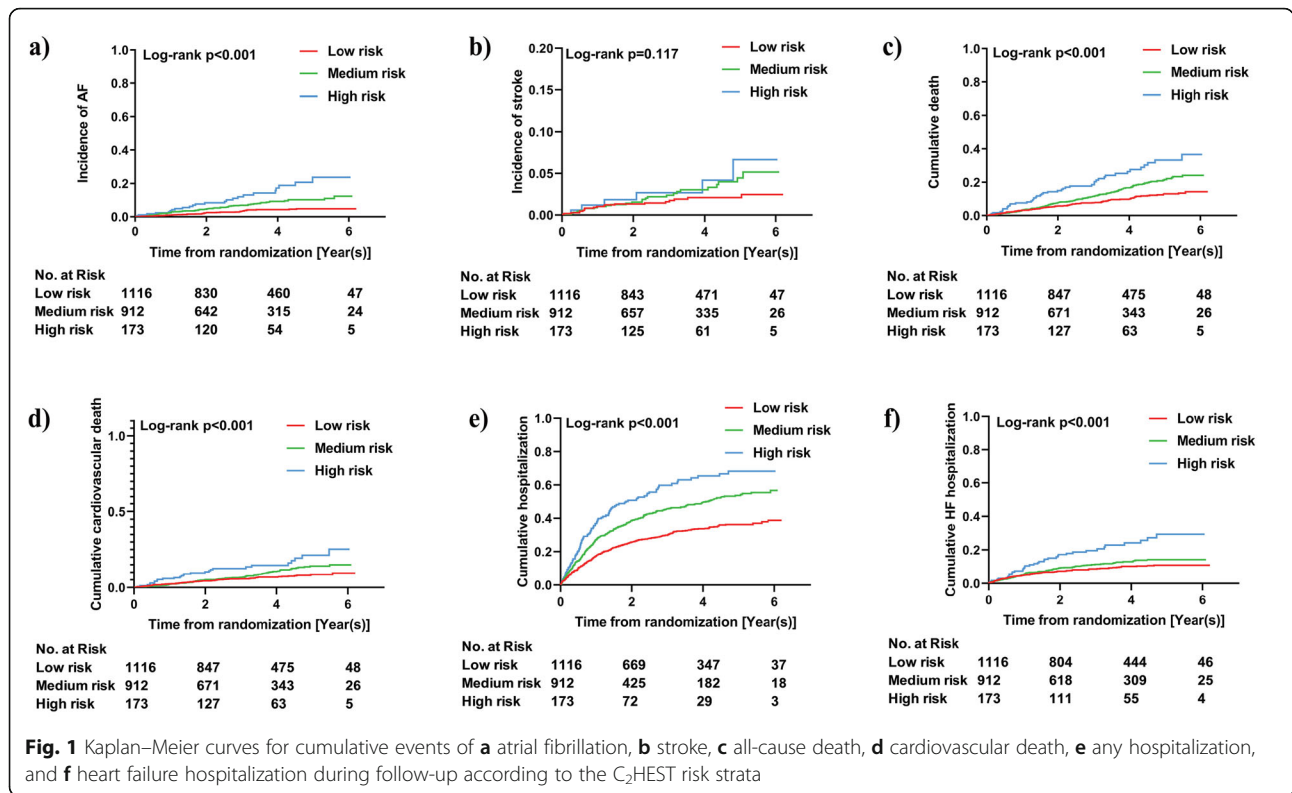 a)
Log-rank p<0.001
Low risk
Medium risk
High risk
Incidence of AF
1.0
0.8
0.6
0.4
0.2
0.0
0 2 4 6
Time from randomization [Year(s)]
No. at Risk
Low risk 1116 830 460 47
Medium risk 912 642 315 24
High risk 173 120 54 5
b)
Log-rank p=0.117
Low risk
Medium risk
High risk
Incidence of stroke
0.20
0.15
0.10
0.05
0.00
0 2 4 6
Time from randomization [Year(s)]
No. at Risk
Low risk 1116 843 471 47
Medium risk 912 657 335 26
High risk 173 125 61 5
c)
Log-rank p<0.001
Low risk
Medium risk
High risk
Cumulative death
1.0
0.8
0.6
0.4
0.2
0.0
0 2 4 6
Time from randomization [Year(s)]
No. at Risk
Low risk 1116 847 475 48
Medium risk 912 671 343 26
High risk 173 127 63 5
d)
Log-rank p<0.001
Low risk
Medium risk
High risk
Cumulative cardiovascular death
1.0
0.5
0.0
0 2 4 6
Time from randomization [Year(s)]
No. at Risk
Low risk 1116 847 475 48
Medium risk 912 671 343 26
High risk 173 127 63 5
e)
Log-rank p<0.001
Low risk
Medium risk
High risk
Cumulative hospitalization
1.0
0.8
0.6
0.4
0.2
0.0
0 2 4 6
Time from randomization [Year(s)]
No. at Risk
Low risk 1116 669 347 37
Medium risk 912 425 182 18
High risk 173 72 29 3
f)
Log-rank p<0.001
Low risk
Medium risk
High risk
Cumulative HF hospitalization
1.0
0.8
0.6
0.4
0.2
0.0
0 2 4 6
Time from randomization [Year(s)]
No. at Risk
Low risk 1116 804 444 46
Medium risk 912 618 309 25
High risk 173 111 55 4
Fig. 1 Kaplan–Meier curves for cumulative events of a atrial fibrillation, b stroke, c all-cause death, d cardiovascular death, e any hospitalization,
and f heart failure hospitalization during follow-up according to the C₂HEST risk strata